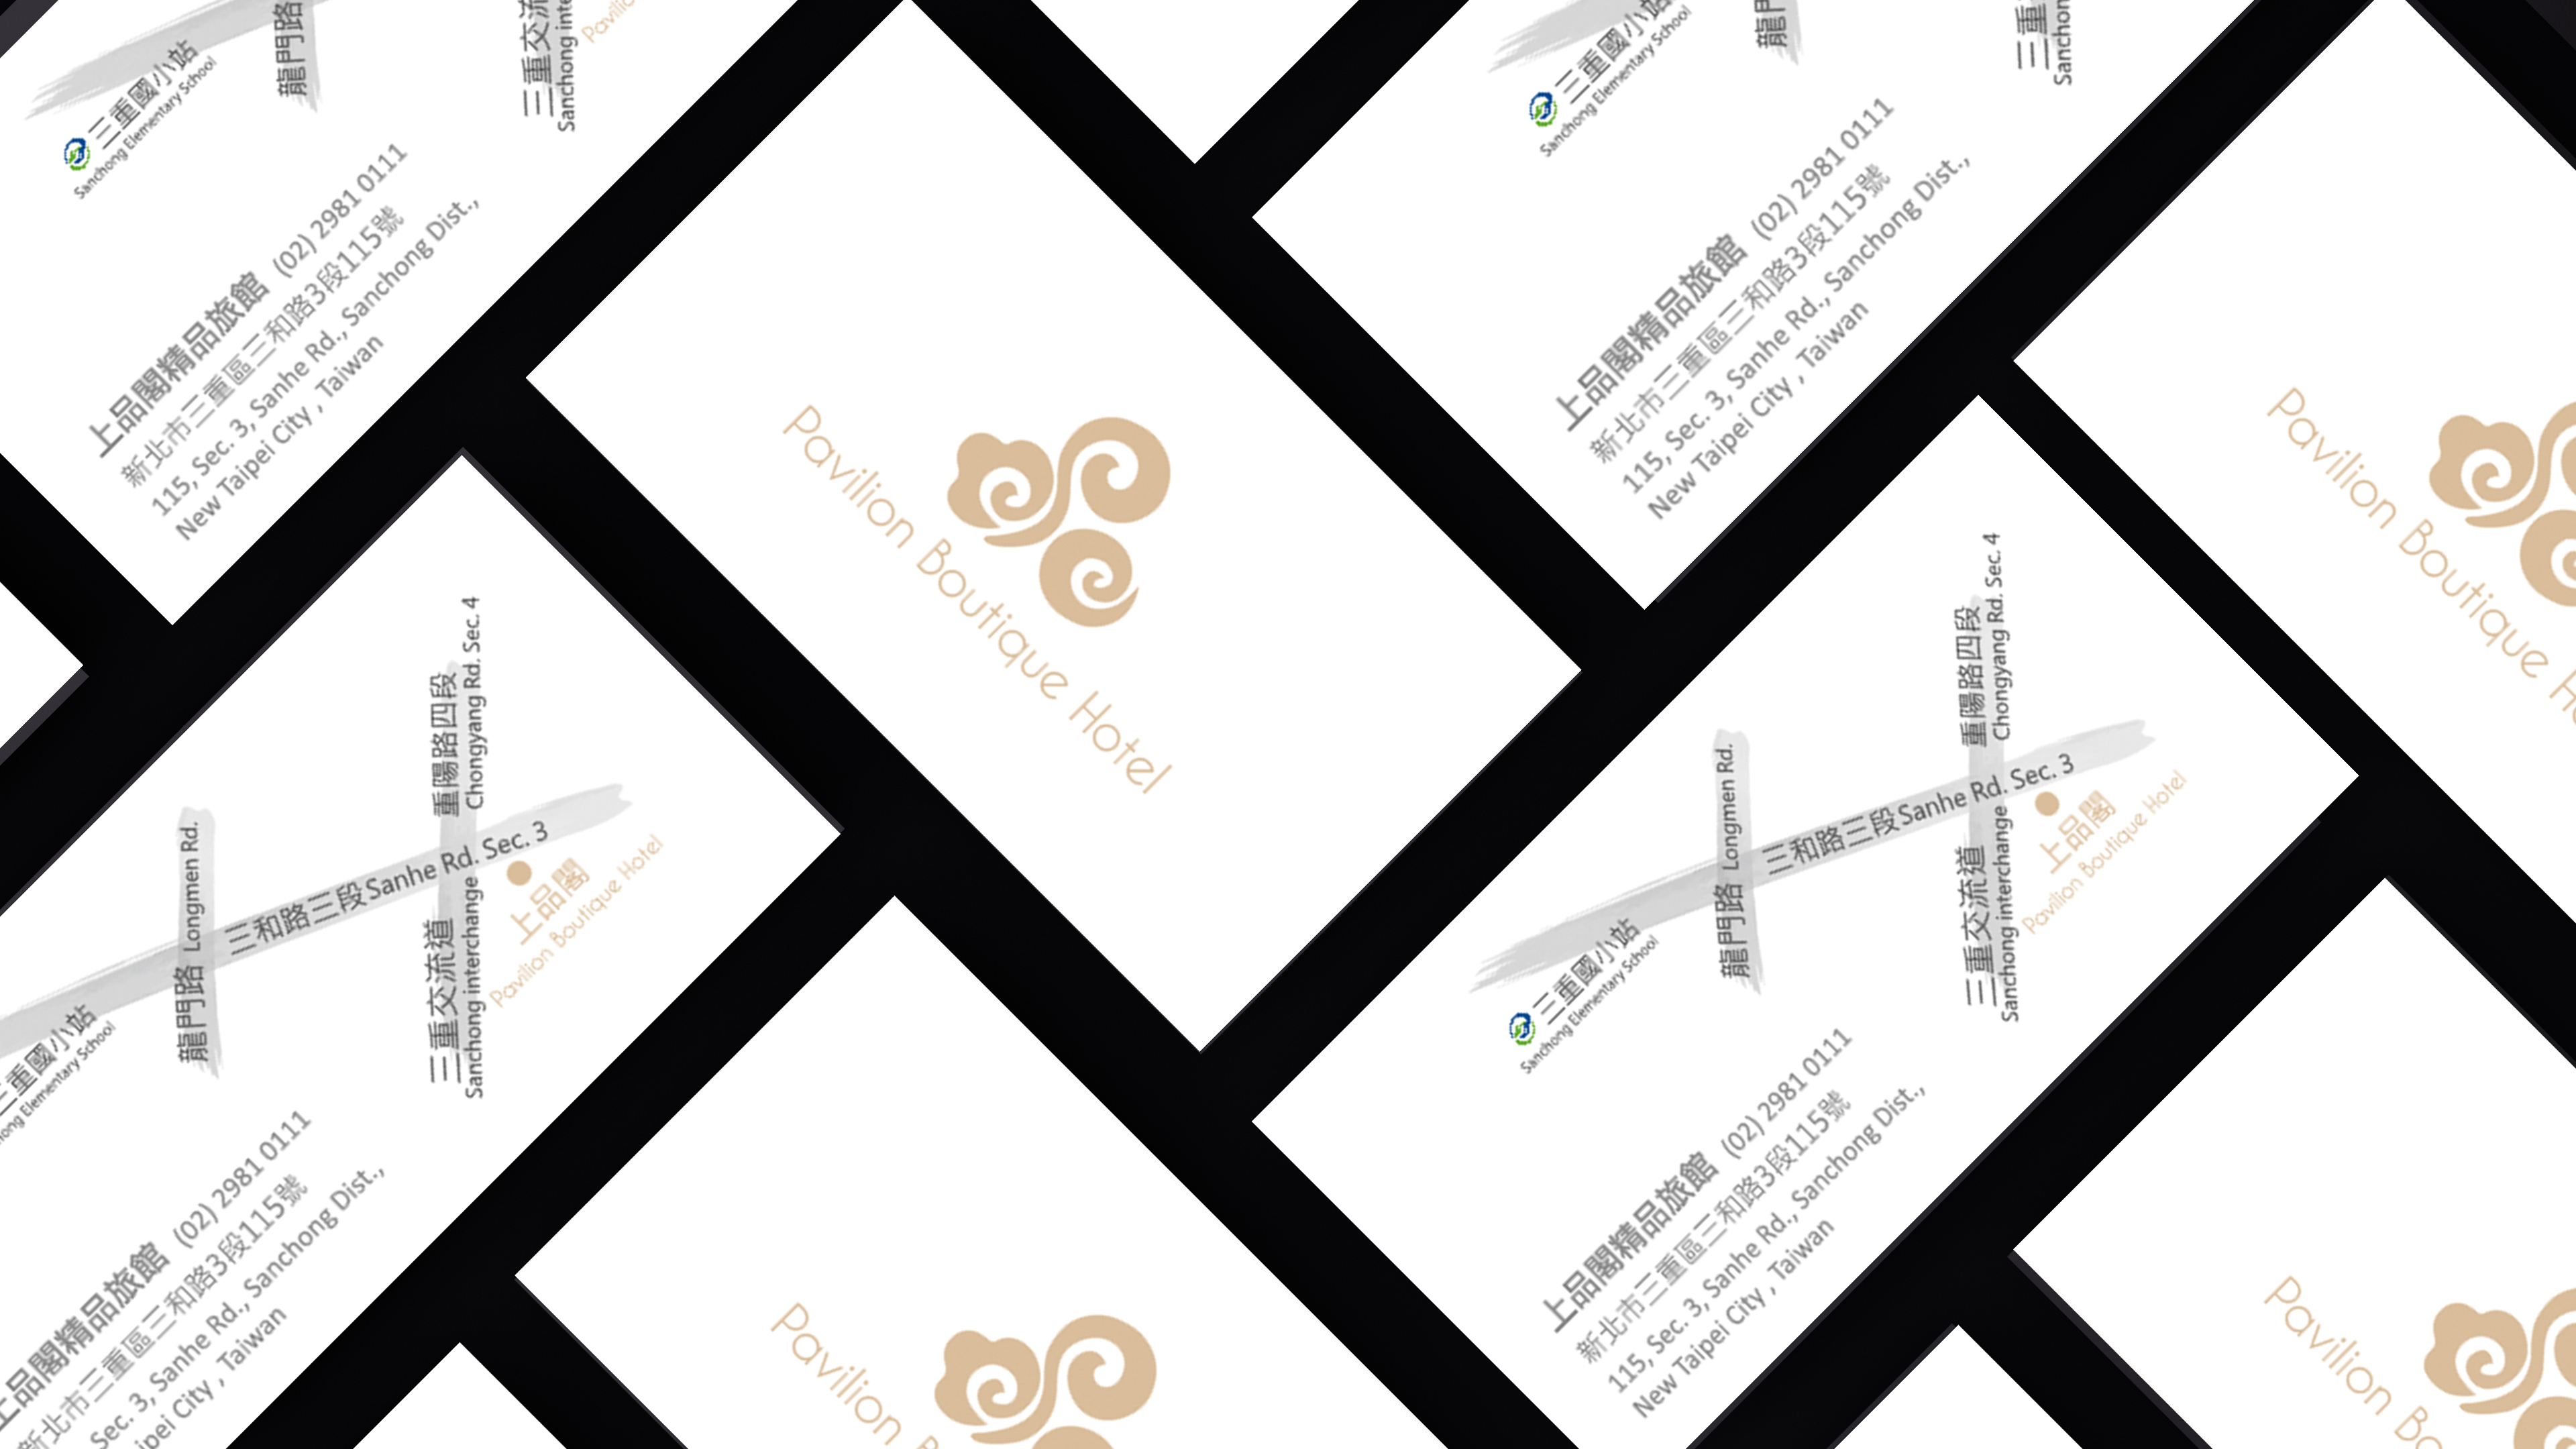 龍門路
三重交流
Sanchong inte
Pavilio
三重國小站
Sanchong Elementary School
上品閣精品旅館 (02) 2981 0111
新北市三重區三和路3段115號
115, Sec. 3, Sanhe Rd., Sanchong Dist.,
New Taipei City , Taiwan
Pavilion Boutique Hotel
龍門
三重
Sanchon
三重國小站
Sanchong Elementary School
上品閣精品旅館 (02) 2981 0111
新北市三重區三和路3段115號
115, Sec. 3, Sanhe Rd., Sanchong Dist.,
New Taipei City , Taiwan
Pavilion Boutique H
重陽路四段
Chongyang Rd. Sec. 4
龍門路 Longmen Rd.
三和路三段Sanhe Rd. Sec. 3
三重交流道
Sanchong interchange
上品閣
Pavilion Boutique Hotel
三重國小站
ong Elementary School
上品閣精品旅館 (02) 2981 0111
新北市三重區三和路3段115號
Sec. 3, Sanhe Rd., Sanchong Dist.,
pei City , Taiwan
重陽路四段
Chongyang Rd. Sec. 4
龍門路 Longmen Rd.
三和路三段Sanhe Rd. Sec. 3
三重交流道
Sanchong interchange
上品閣
Pavilion Boutique Hotel
三重國小站
Sanchong Elementary School
上品閣精品旅館 (02) 2981 0111
新北市三重區三和路3段115號
115, Sec. 3, Sanhe Rd., Sanchong Dist.,
New Taipei City , Taiwan
Pavilion B
Pavilion Bo